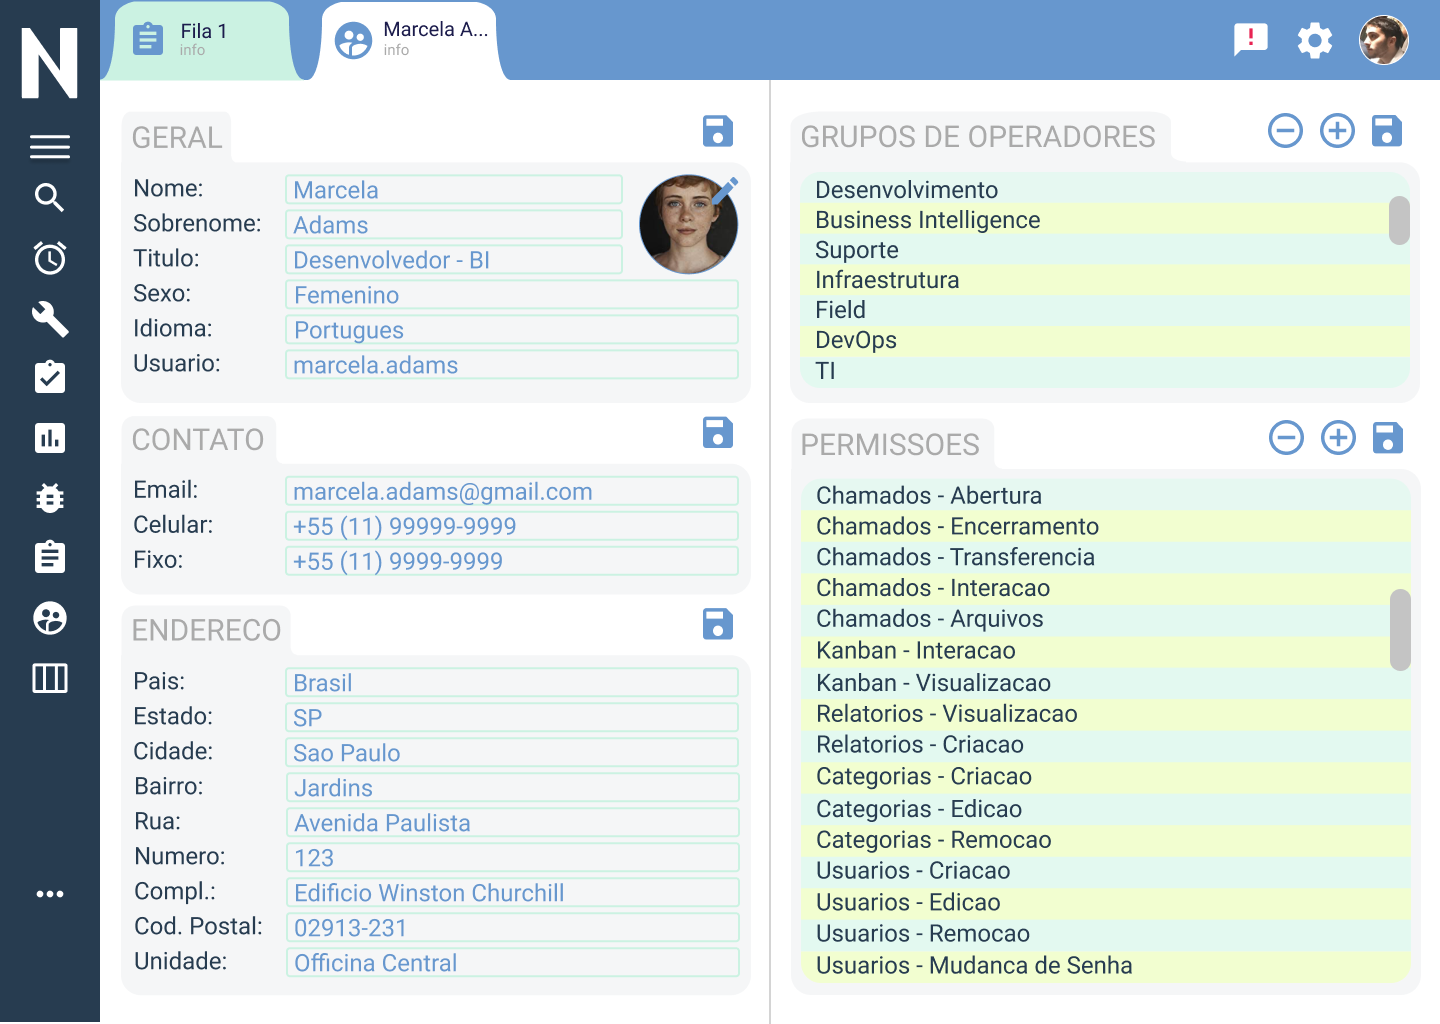 N
Fila 1
info
Marcela A...
info
!
GERAL
Nome: Marcela
Sobrenome: Adams
Titulo: Desenvolvedor - BI
Sexo: Femenino
Idioma: Portugues
Usuario: marcela.adams
CONTATO
Email: marcela.adams@gmail.com
Celular: +55 (11) 99999-9999
Fixo: +55 (11) 9999-9999
ENDERECO
Pais: Brasil
Estado: SP
Cidade: Sao Paulo
Bairro: Jardins
Rua: Avenida Paulista
Numero: 123
Compl.: Edificio Winston Churchill
Cod. Postal: 02913-231
Unidade: Officina Central
GRUPOS DE OPERADORES
Desenvolvimento
Business Intelligence
Suporte
Infraestrutura
Field
DevOps
TI
PERMISSOES
Chamados - Abertura
Chamados - Encerramento
Chamados - Transferencia
Chamados - Interacao
Chamados - Arquivos
Kanban - Interacao
Kanban - Visualizacao
Relatorios - Visualizacao
Relatorios - Criacao
Categorias - Criacao
Categorias - Edicao
Categorias - Remocao
Usuarios - Criacao
Usuarios - Edicao
Usuarios - Remocao
Usuarios - Mudanca de Senha